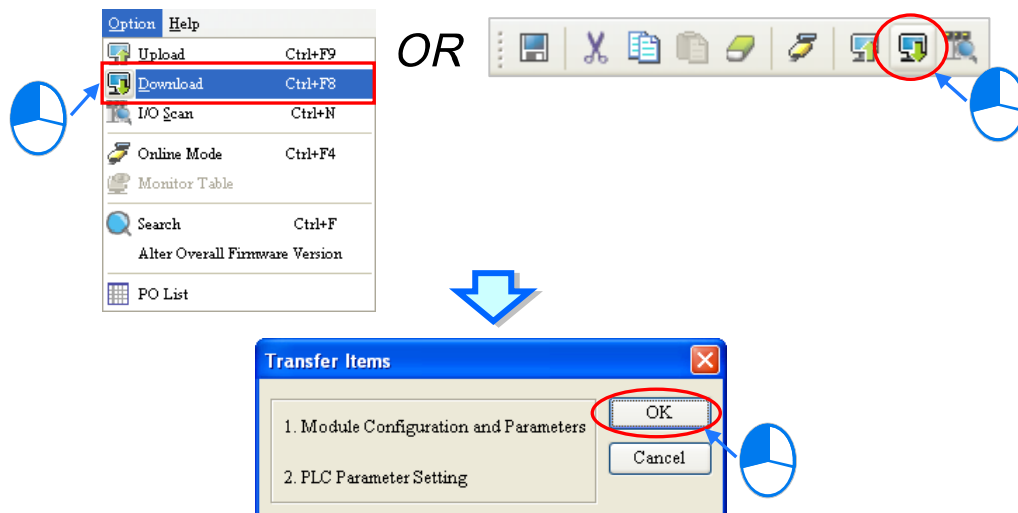 Option Help
Upload Ctrl+F9
Download Ctrl+F8
I/O Scan Ctrl+N
Online Mode Ctrl+F4
Monitor Table
Search Ctrl+F
Alter Overall Firmware Version
PO List
OR
Transfer Items
1. Module Configuration and Parameters
2. PLC Parameter Setting
OK
Cancel